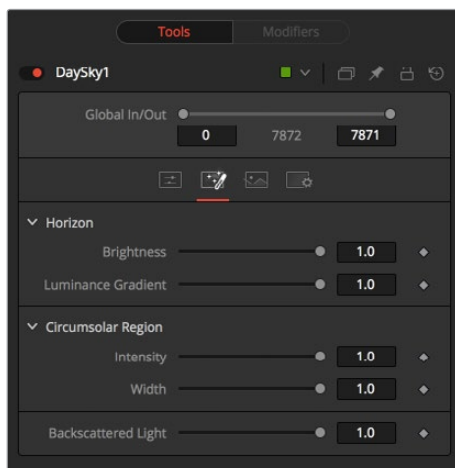 Tools Modifiers
DaySky1
Global In/Out
0 7872 7871
Horizon
Brightness 1.0
Luminance Gradient 1.0
Circumsolar Region
Intensity 1.0
Width 1.0
Backscattered Light 1.0